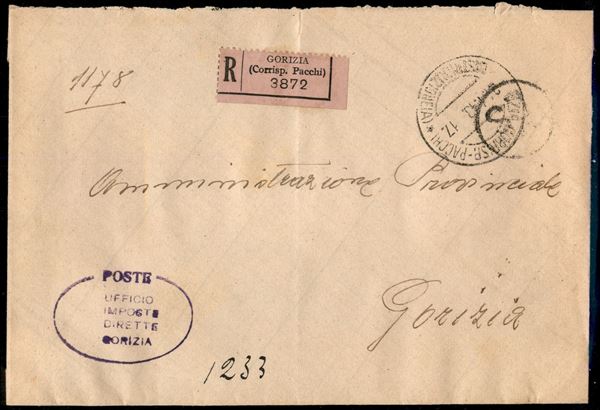 1178
R
GORIZIA
(Corrisp. Pacchi)
3872
Amministrazione Provinciale
Gorizia
POSTE
UFFICIO
IMPOSTE
DIRETTE
GORIZIA
1233